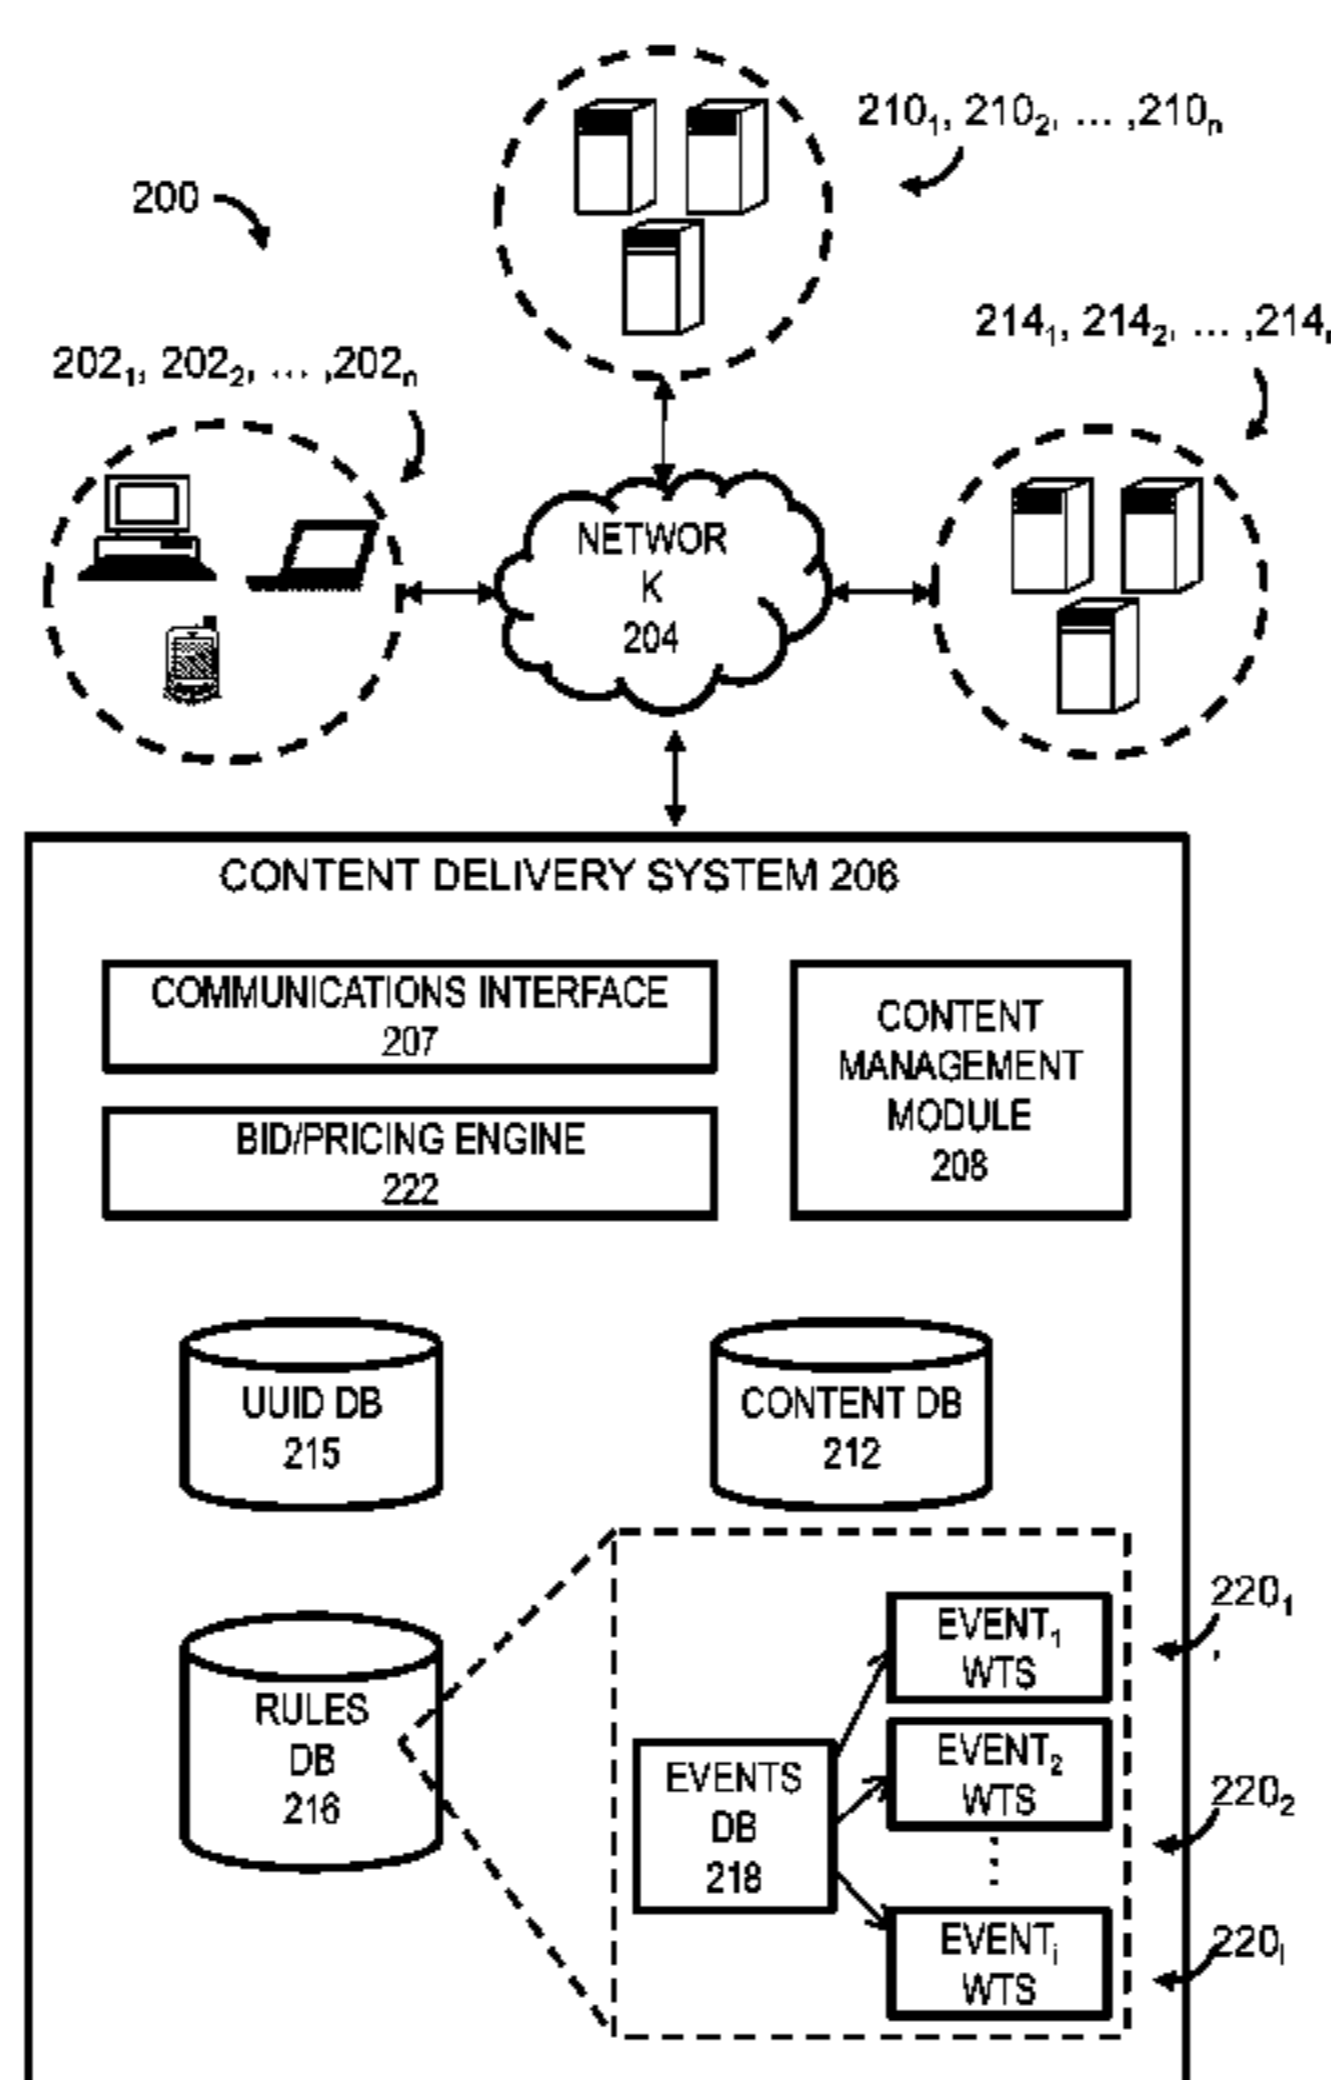 210₁, 210₂, ... ,210ₙ
200
214₁, 214₂, ... ,214ₙ
202₁, 202₂, ... ,202ₙ
NETWOR
K
204
CONTENT DELIVERY SYSTEM 206
COMMUNICATIONS INTERFACE
207
CONTENT
MANAGEMENT
MODULE
208
BID/PRICING ENGINE
222
UUID DB
215
CONTENT DB
212
RULES
DB
216
EVENTS
DB
218
EVENT₁
WTS
220₁
,
EVENT₂
WTS
220₂
⋮
EVENTᵢ
WTS
220ᵢ